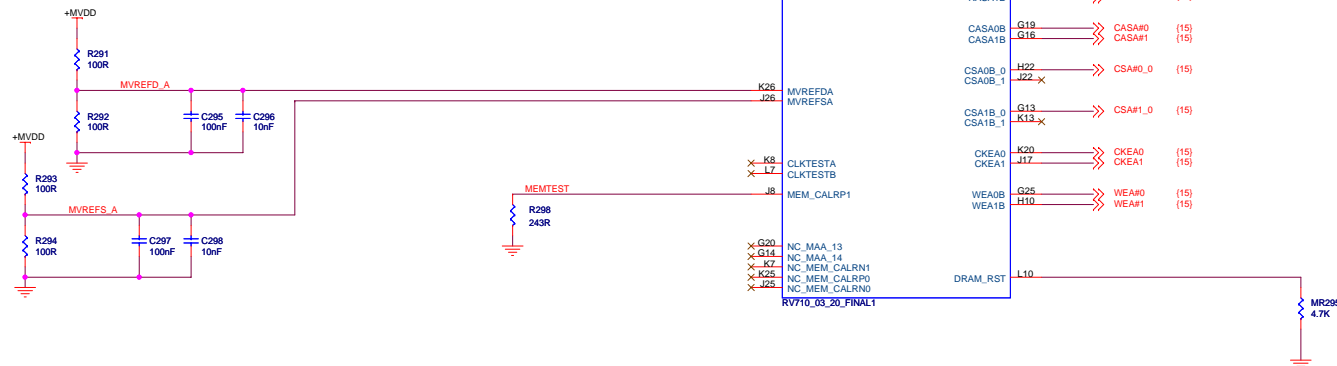 +MVDD
R291
100R
MVREFD_A
R292
100R
C295
100nF
C296
10nF
+MVDD
R293
100R
MVREFS_A
R294
100R
C297
100nF
C298
10nF
MEMTEST
R298
243R
K26
MVREFDA
J26
MVREFSA
K8
CLKTESTA
L7
CLKTESTB
J8
MEM_CALRP1
G20
NC_MAA_13
G14
NC_MAA_14
K7
NC_MEM_CALRN1
K25
NC_MEM_CALRP0
J25
NC_MEM_CALRN0
RV710_03_20_FINAL1
CASA0B G19 CASA#0 {15}
CASA1B G16 CASA#1 {15}
CSA0B_0 H22 CSA#0_0 {15}
CSA0B_1 J22
CSA1B_0 G13 CSA#1_0 {15}
CSA1B_1 K13
CKEA0 K20 CKEA0 {15}
CKEA1 J17 CKEA1 {15}
WEA0B G25 WEA#0 {15}
WEA1B H10 WEA#1 {15}
DRAM_RST L10
MR295
4.7K